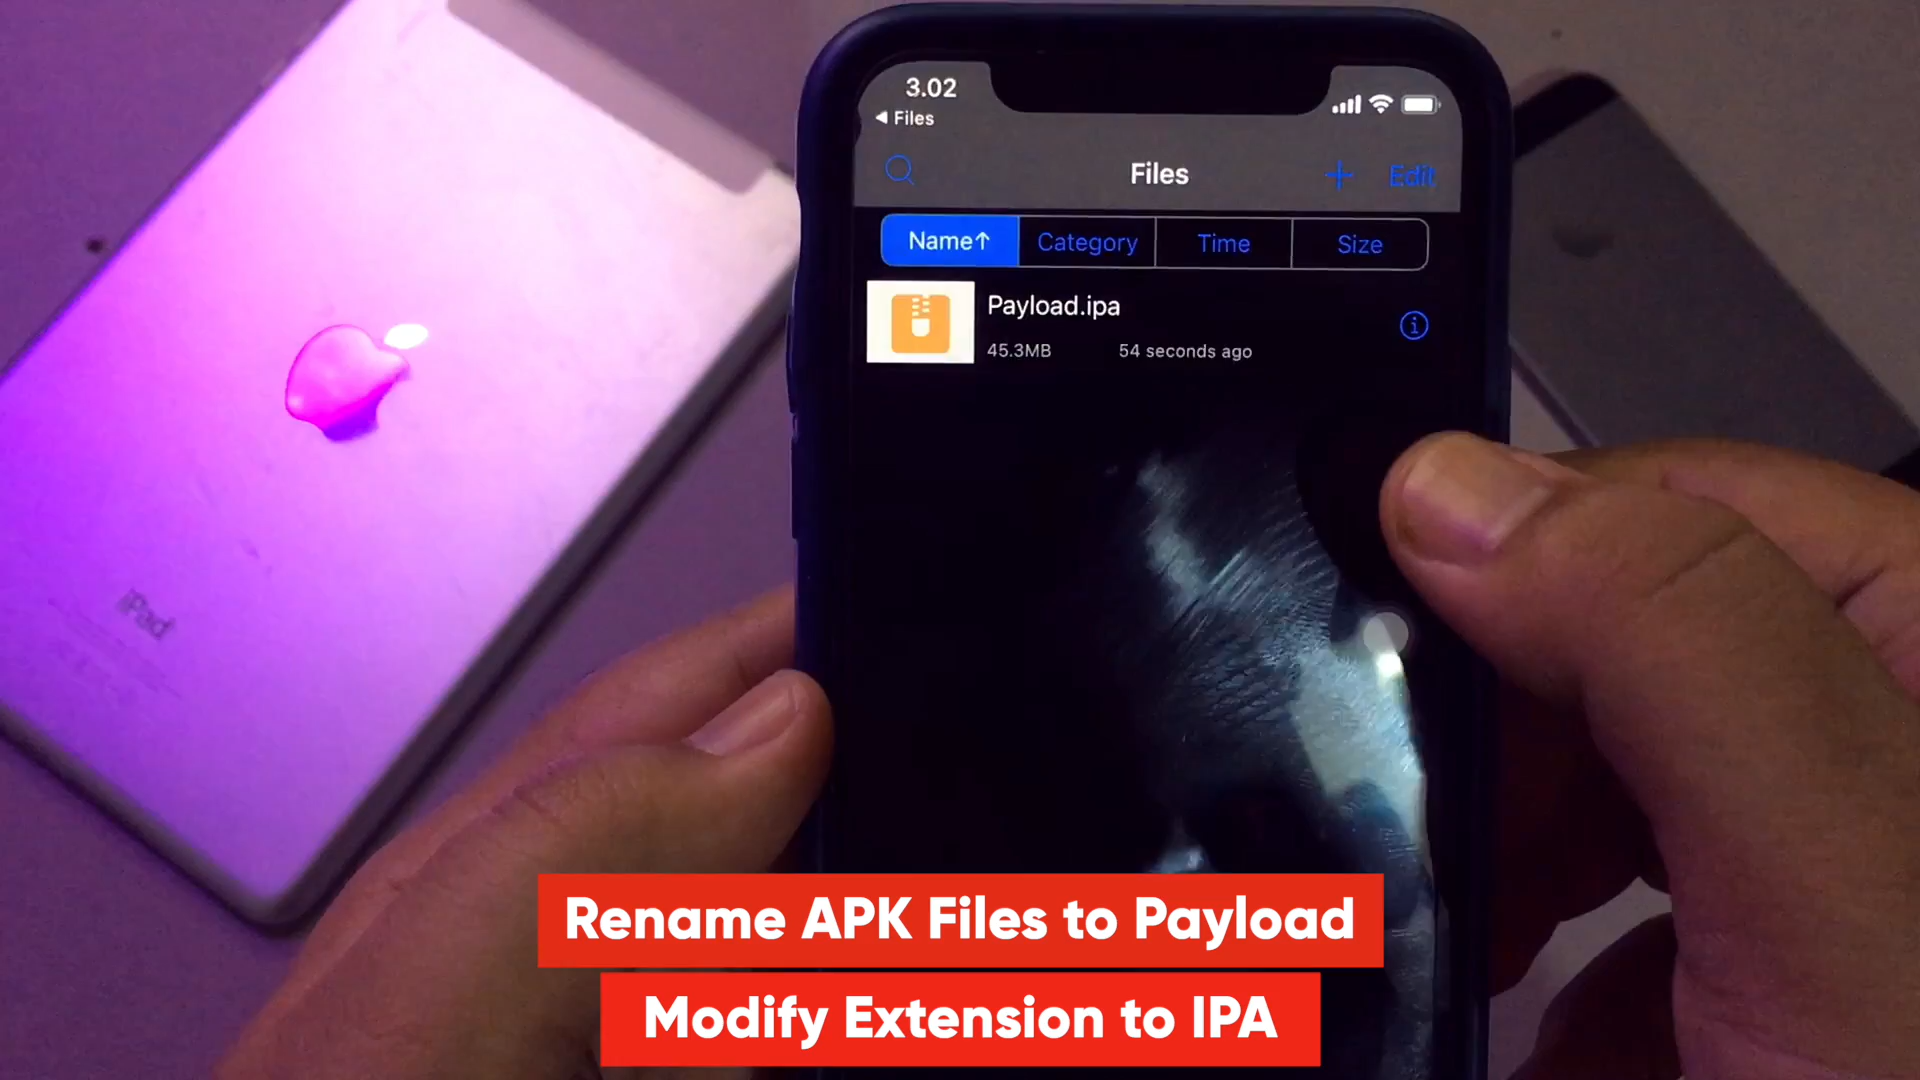 3.02
Files
Files
Edit
Name↑
Category
Time
Size
Payload.ipa
45.3MB
54 seconds ago
iPad
Rename APK Files to Payload
Modify Extension to IPA